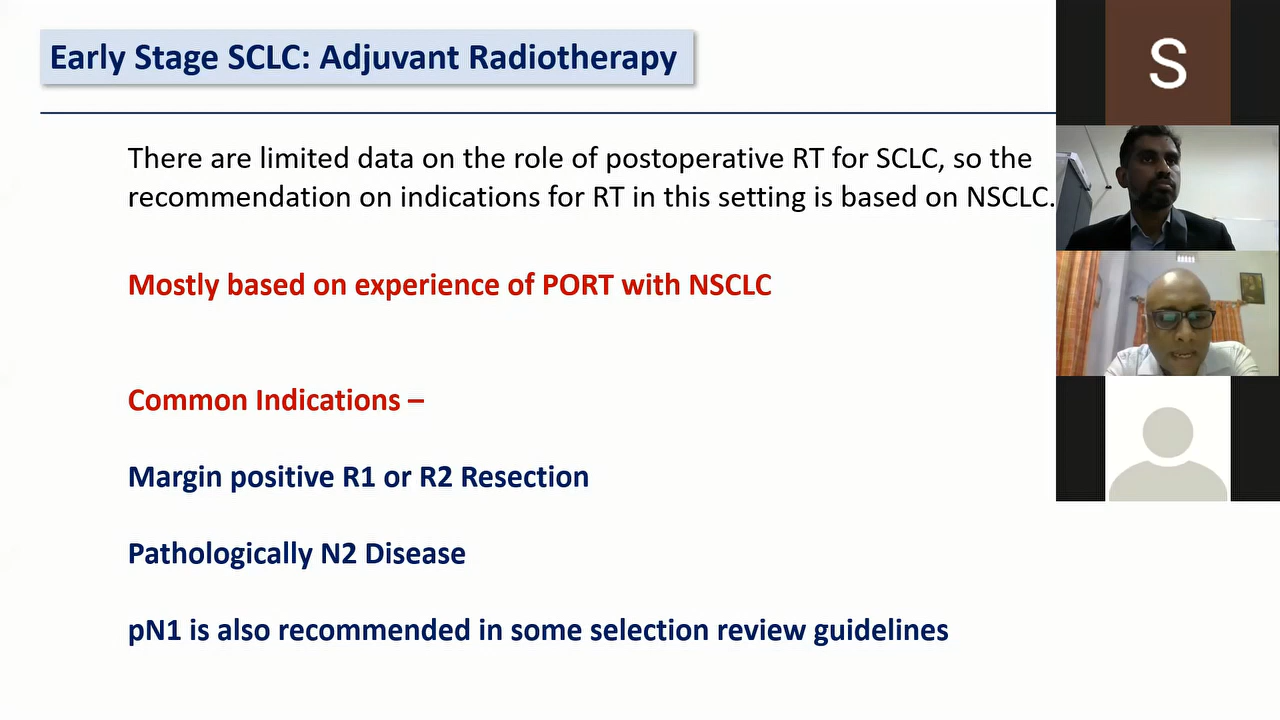 Early Stage SCLC: Adjuvant Radiotherapy
There are limited data on the role of postoperative RT for SCLC, so the
recommendation on indications for RT in this setting is based on NSCLC.
Mostly based on experience of PORT with NSCLC
Common Indications –
Margin positive R1 or R2 Resection
Pathologically N2 Disease
pN1 is also recommended in some selection review guidelines
S